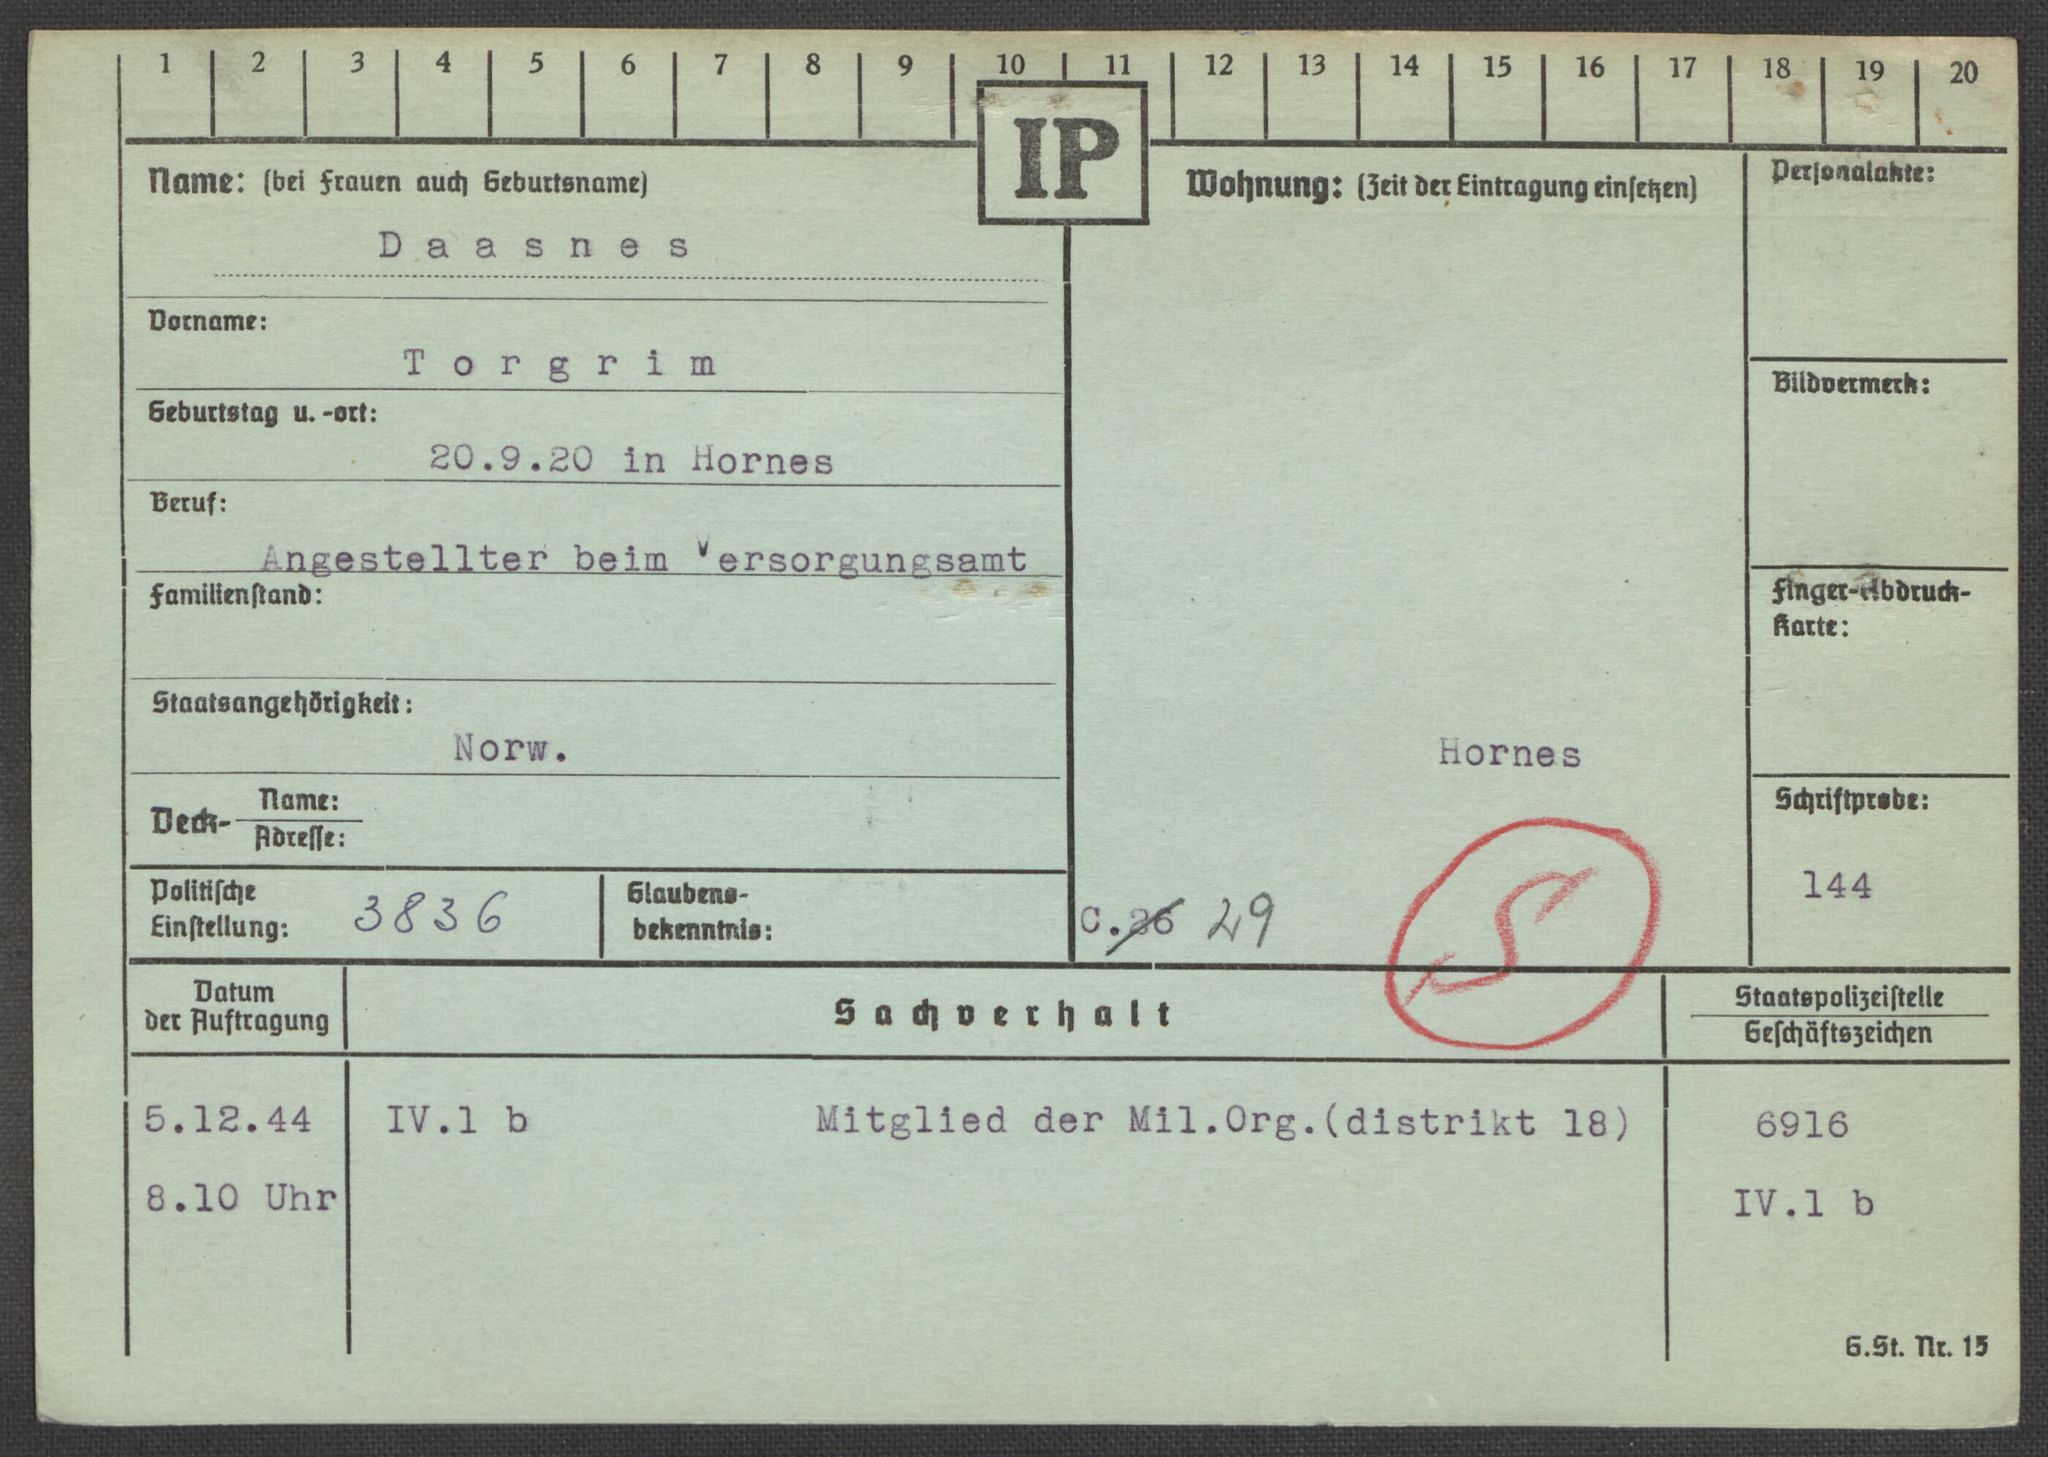 1 2 3 4 5 6 7 8 9 10 11 12 13 14 15 16 17 18 19 20
IP
Name: (bei Frauen auch Geburtsname)
Daasnes
Vorname:
Torgrim
Geburtstag u. -ort:
20.9.20 in Hornes
Beruf:
Angestellter beim Versorgungsamt
Familienstand:
Staatsangehörigkeit:
Norw.
Deck- Name:
Adresse:
Politische
Einstellung: 3836
Glaubens-
bekenntnis:
Wohnung: (Zeit der Eintragung einsetzen)
Hornes
C.26 29
S
Personalakte:
Bildvermerk:
Finger-Abdruck-
Karte:
Schriftprobe:
144
Datum
der Auftragung
Sachverhalt
Staatspolizeistelle
Geschäftszeichen
5.12.44 IV.1 b Mitglied der Mil.Org.(distrikt 18) 6916
8.10 Uhr IV.1 b
G.St. Nr. 15